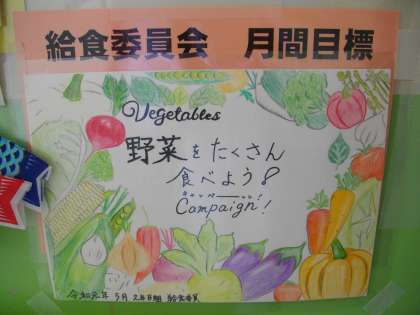 給食委員会 月間目標
Vegetables
野菜をたくさん
食べよう
キャンペーン!
Campaign!
令和元年 5月28日 給食委員